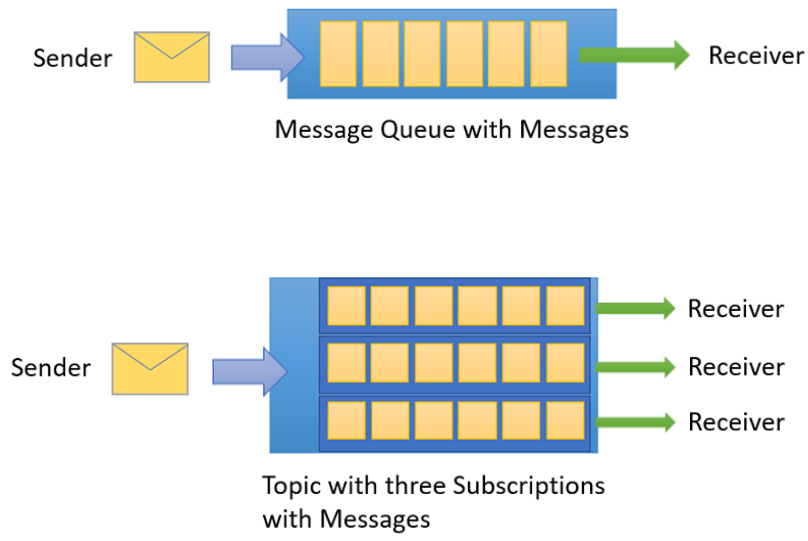 Sender
Receiver
Message Queue with Messages
Receiver
Sender
Receiver
Receiver
Topic with three Subscriptions
with Messages